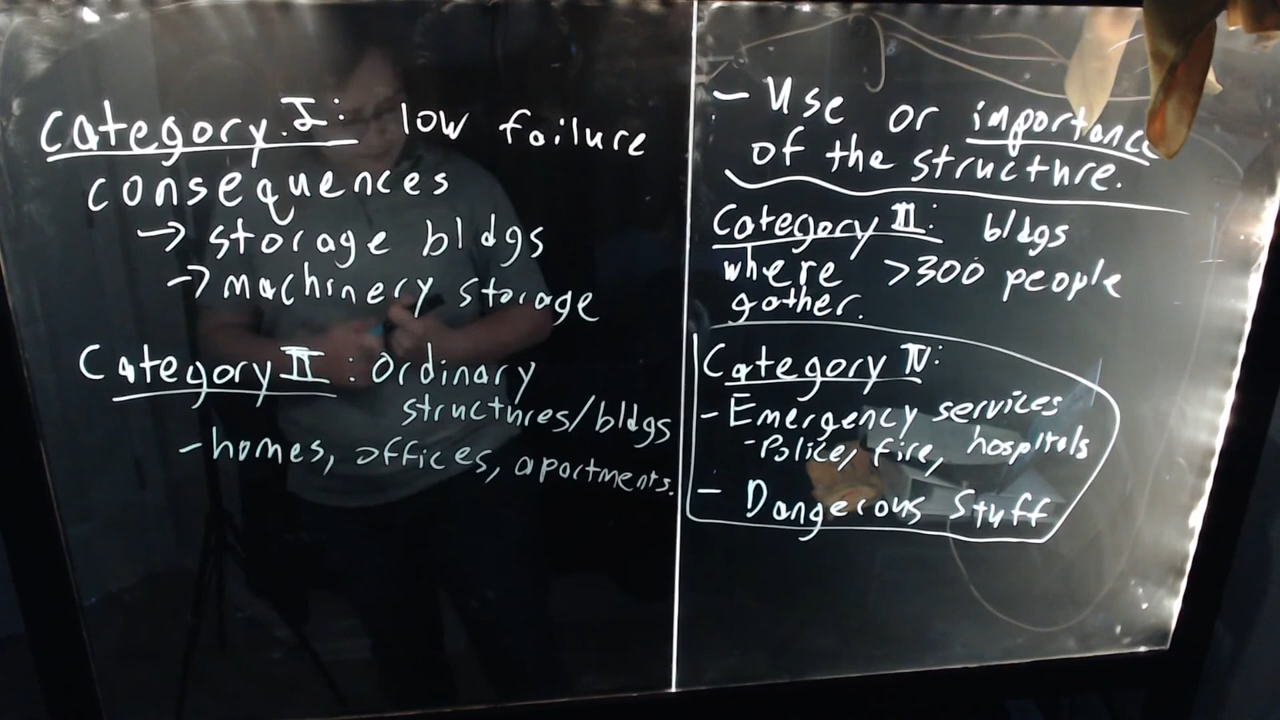 Category I: low failure
consequences
→ storage bldgs
→ machinery storage
Category II: Ordinary
structures/bldgs
- homes, offices, apartments.
- Use or importance
of the structure.
Category III: bldgs
where >300 people
gather.
Category IV:
- Emergency services
- Police, fire, hospitals
- Dangerous Stuff